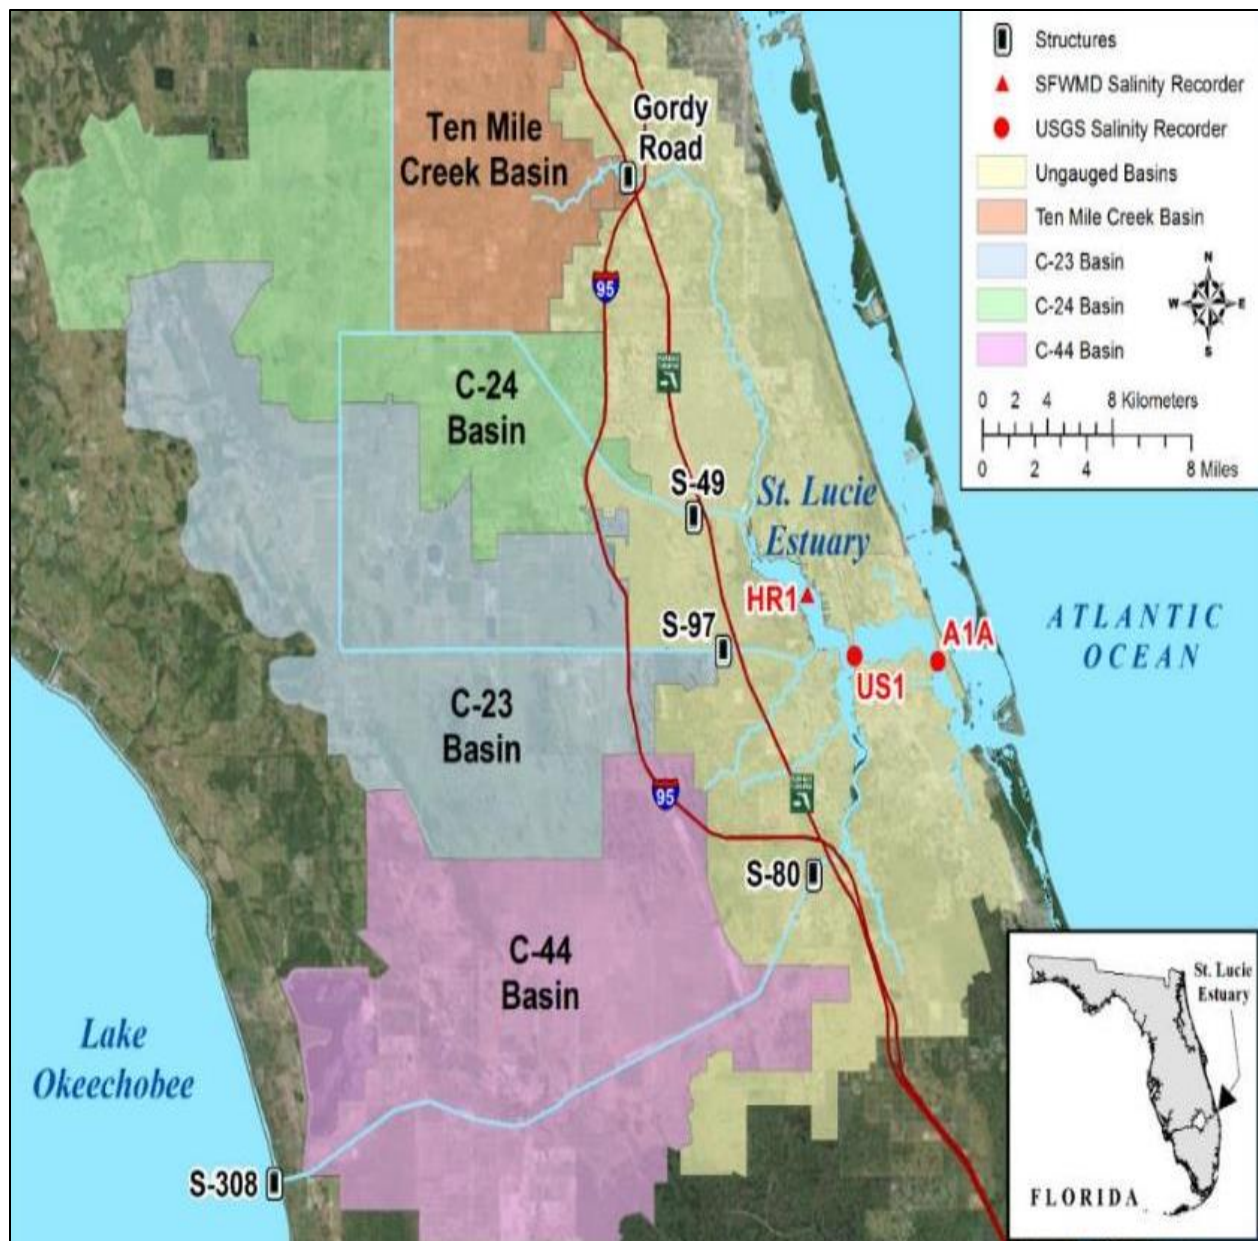 Structures
SFWMD Salinity Recorder
USGS Salinity Recorder
Ungauged Basins
Ten Mile Creek Basin
C-23 Basin
C-24 Basin
C-44 Basin
N
W
E
S
0 2 4 8 Kilometers
0 2 4 8 Miles
Gordy
Road
Ten Mile
Creek Basin
95
C-24
Basin
S-49
St. Lucie
Estuary
HR1
S-97
A1A
US1
ATLANTIC
OCEAN
C-23
Basin
95
S-80
C-44
Basin
Lake
Okeechobee
S-308
St. Lucie
Estuary
FLORIDA